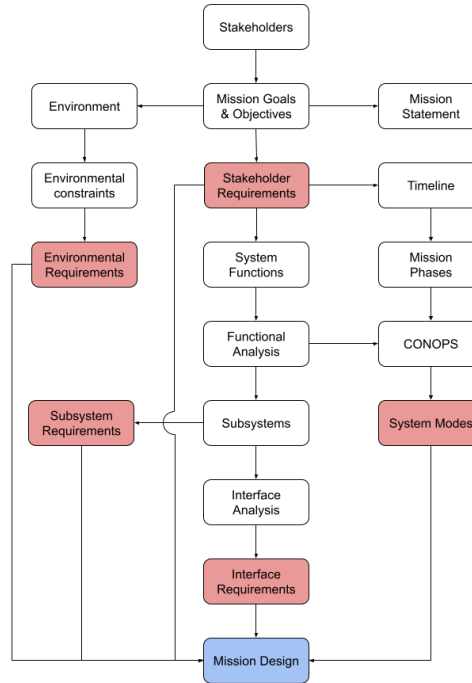 Stakeholders
Environment
Mission Goals
& Objectives
Mission
Statement
Environmental
constraints
Stakeholder
Requirements
Timeline
Environmental
Requirements
System
Functions
Mission
Phases
Functional
Analysis
CONOPS
Subsystem
Requirements
Subsystems
System Modes
Interface
Analysis
Interface
Requirements
Mission Design